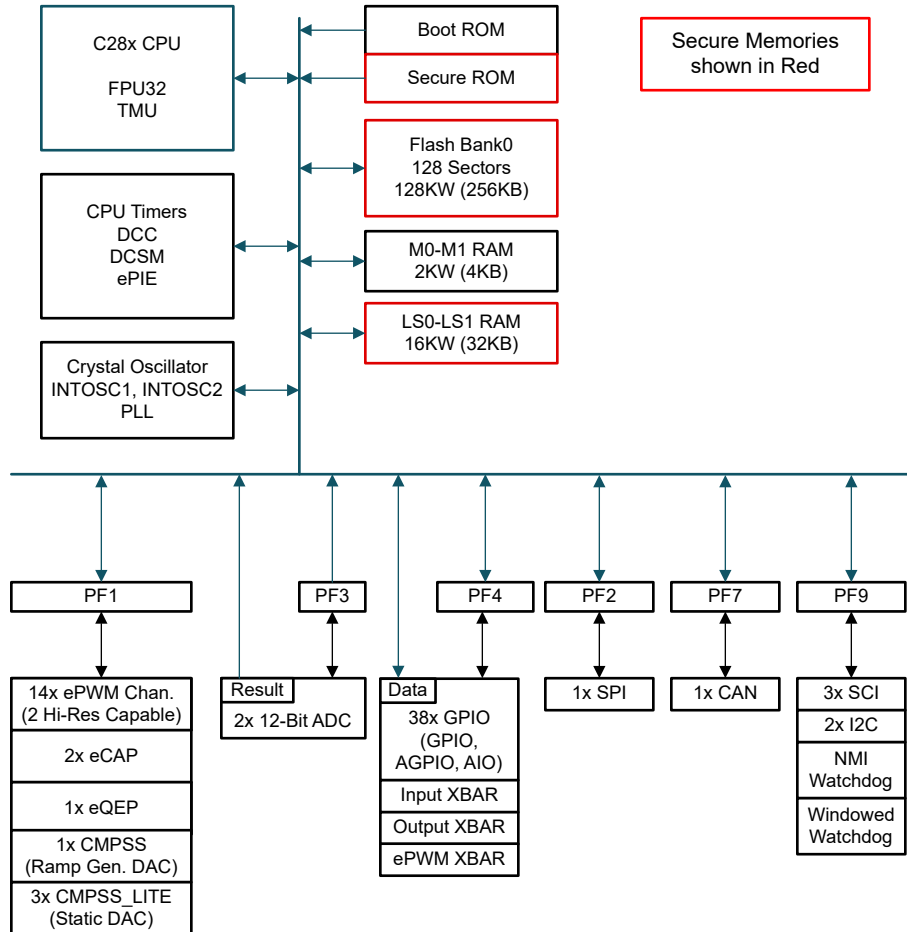 C28x CPU
FPU32
TMU
Boot ROM
Secure ROM
Secure Memories
shown in Red
Flash Bank0
128 Sectors
128KW (256KB)
CPU Timers
DCC
DCSM
ePIE
M0-M1 RAM
2KW (4KB)
LS0-LS1 RAM
16KW (32KB)
Crystal Oscillator
INTOSC1, INTOSC2
PLL
PF1
PF3
PF4
PF2
PF7
PF9
14x ePWM Chan.
(2 Hi-Res Capable)
2x eCAP
1x eQEP
1x CMPSS
(Ramp Gen. DAC)
3x CMPSS_LITE
(Static DAC)
Result
2x 12-Bit ADC
Data
38x GPIO
(GPIO,
AGPIO, AIO)
Input XBAR
Output XBAR
ePWM XBAR
1x SPI
1x CAN
3x SCI
2x I2C
NMI
Watchdog
Windowed
Watchdog